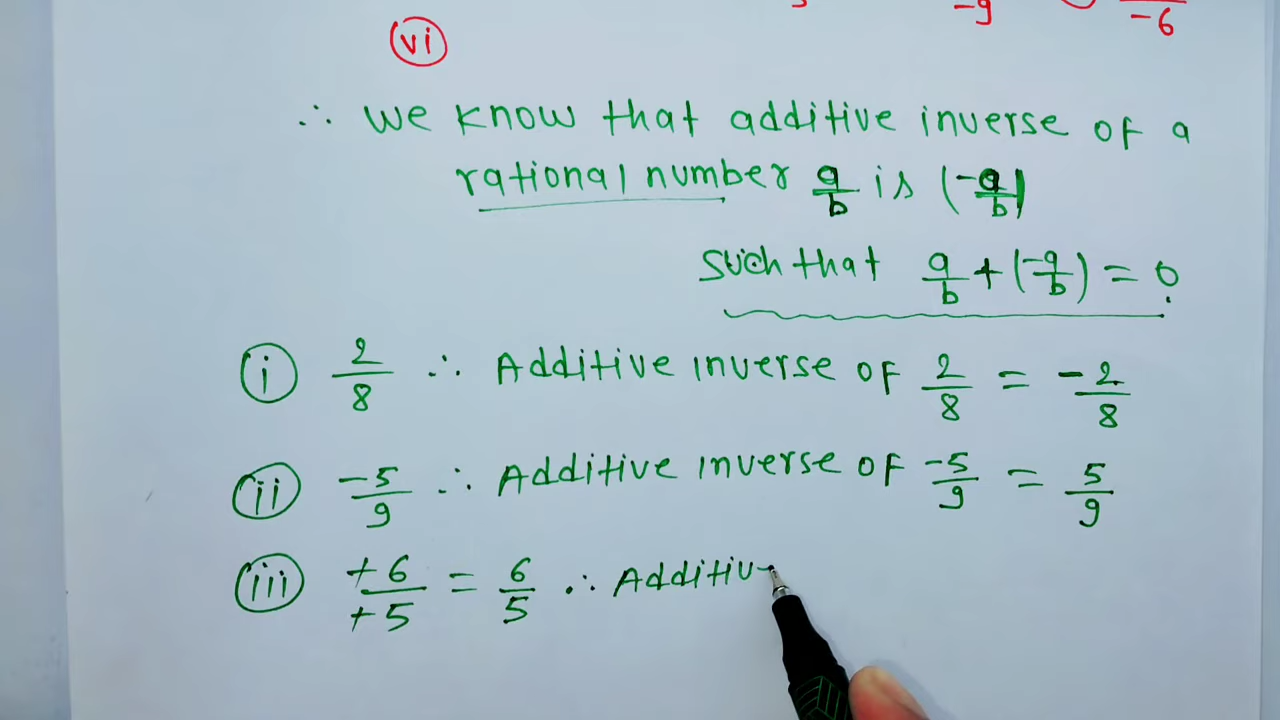 -9 -6
(vi)
∴ We know that additive inverse of a
rational number a/b is (-a/b)
such that a/b + (-a/b) = 0.
(i) 2/8 ∴ Additive inverse of 2/8 = -2/8
(ii) -5/9 ∴ Additive inverse of -5/9 = 5/9
(iii) +6/+5 = 6/5 ∴ Additiv